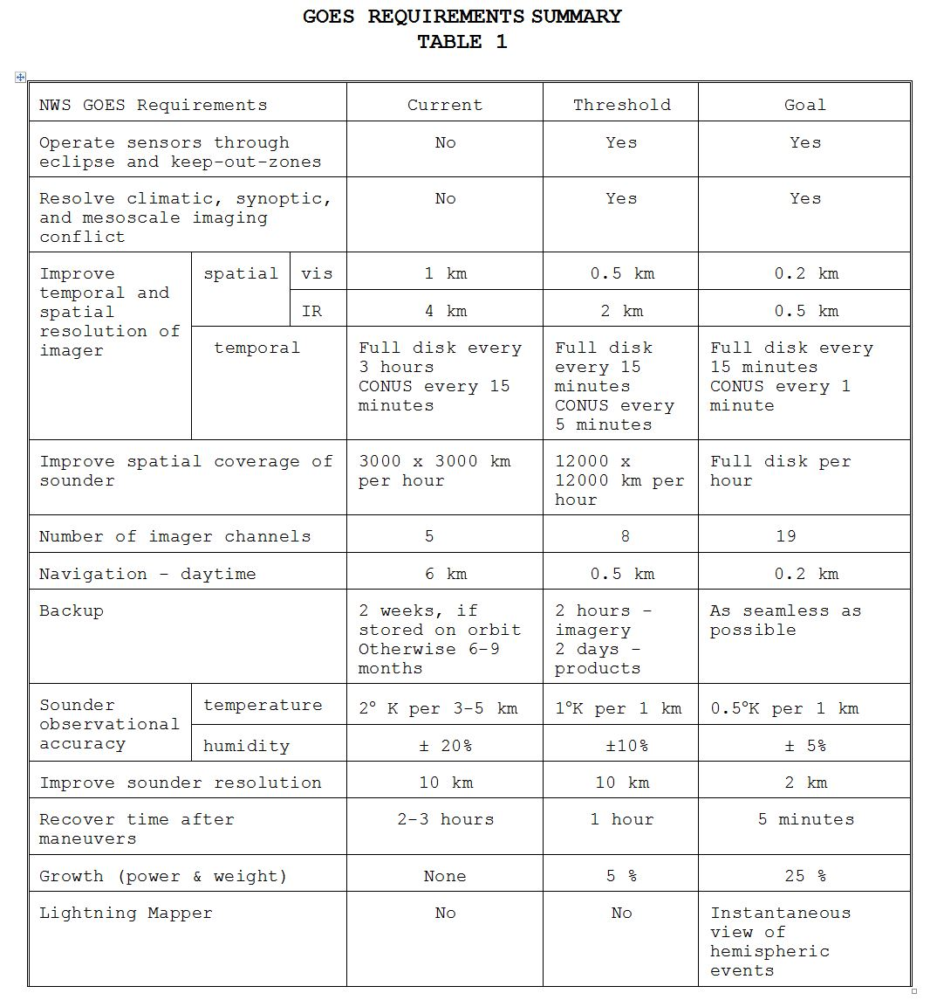 GOES REQUIREMENTS SUMMARY
TABLE 1
NWS GOES Requirements Current Threshold Goal
Operate sensors through
eclipse and keep-out-zones
No Yes Yes
Resolve climatic, synoptic,
and mesoscale imaging
conflict
No Yes Yes
Improve
temporal and
spatial
resolution of
imager
spatial vis 1 km 0.5 km 0.2 km
IR 4 km 2 km 0.5 km
temporal
Full disk every
3 hours
CONUS every 15
minutes
Full disk
every 15
minutes
CONUS every
5 minutes
Full disk every
15 minutes
CONUS every 1
minute
Improve spatial coverage of
sounder
3000 x 3000 km
per hour
12000 x
12000 km per
hour
Full disk per
hour
Number of imager channels 5 8 19
Navigation - daytime 6 km 0.5 km 0.2 km
Backup
2 weeks, if
stored on orbit
Otherwise 6-9
months
2 hours -
imagery
2 days -
products
As seamless as
possible
Sounder
observational
accuracy
temperature 2° K per 3-5 km 1°K per 1 km 0.5°K per 1 km
humidity ± 20% ±10% ± 5%
Improve sounder resolution 10 km 10 km 2 km
Recover time after
maneuvers
2-3 hours 1 hour 5 minutes
Growth (power & weight) None 5 % 25 %
Lightning Mapper No No
Instantaneous
view of
hemispheric
events